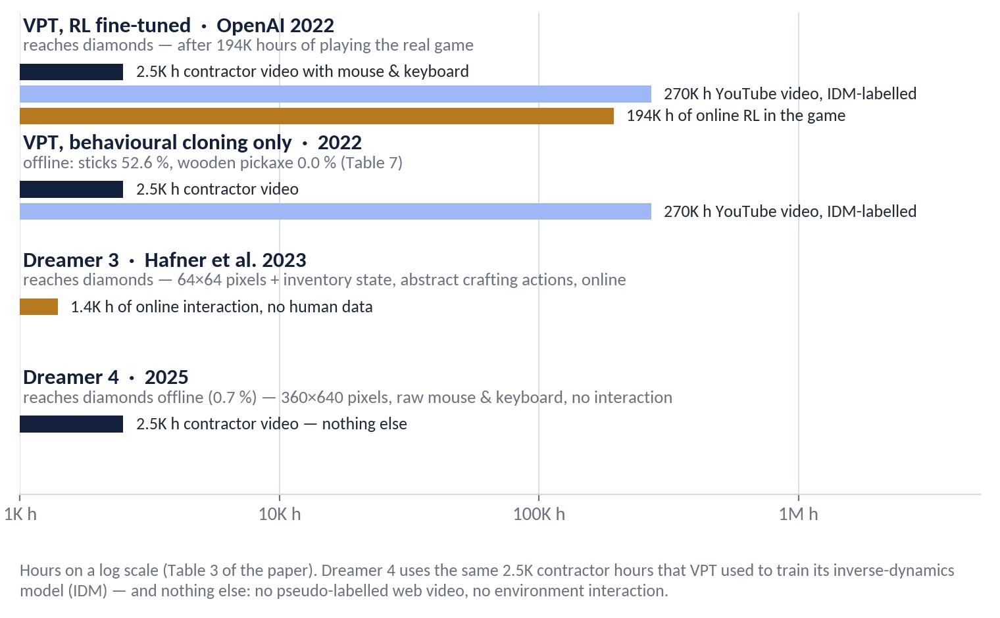 VPT, RL fine-tuned · OpenAI 2022
reaches diamonds — after 194K hours of playing the real game
2.5K h contractor video with mouse & keyboard
270K h YouTube video, IDM-labelled
194K h of online RL in the game
VPT, behavioural cloning only · 2022
offline: sticks 52.6 %, wooden pickaxe 0.0 % (Table 7)
2.5K h contractor video
270K h YouTube video, IDM-labelled
Dreamer 3 · Hafner et al. 2023
reaches diamonds — 64×64 pixels + inventory state, abstract crafting actions, online
1.4K h of online interaction, no human data
Dreamer 4 · 2025
reaches diamonds offline (0.7 %) — 360×640 pixels, raw mouse & keyboard, no interaction
2.5K h contractor video — nothing else
1K h 10K h 100K h 1M h
Hours on a log scale (Table 3 of the paper). Dreamer 4 uses the same 2.5K contractor hours that VPT used to train its inverse-dynamics
model (IDM) — and nothing else: no pseudo-labelled web video, no environment interaction.